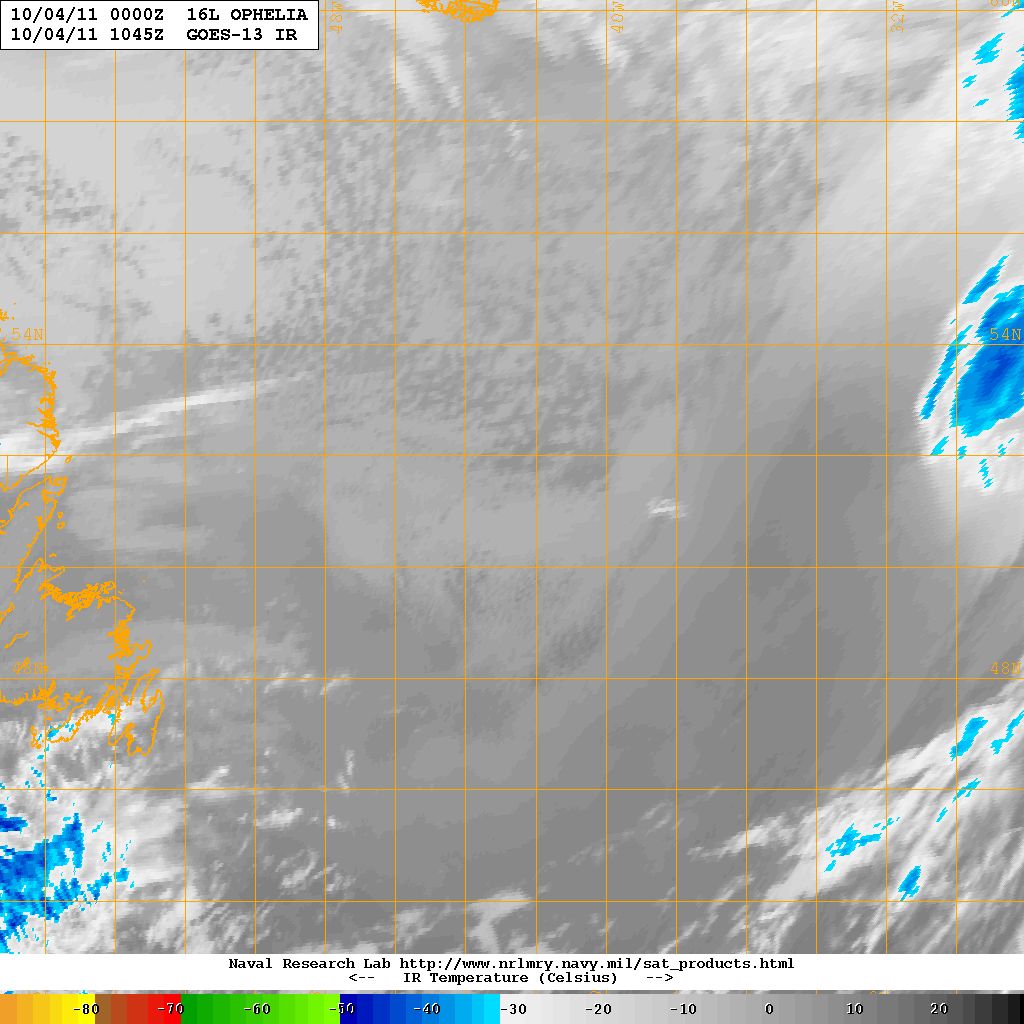 10/04/11 0000Z 16L OPHELIA
10/04/11 1045Z GOES-13 IR
48W
40W
32W
60N
54N
54N
48N
48N
Naval Research Lab http://www.nrlmry.navy.mil/sat_products.html
<-- IR Temperature (Celsius) -->
-80 -70 -60 -50 -40 -30 -20 -10 0 10 20